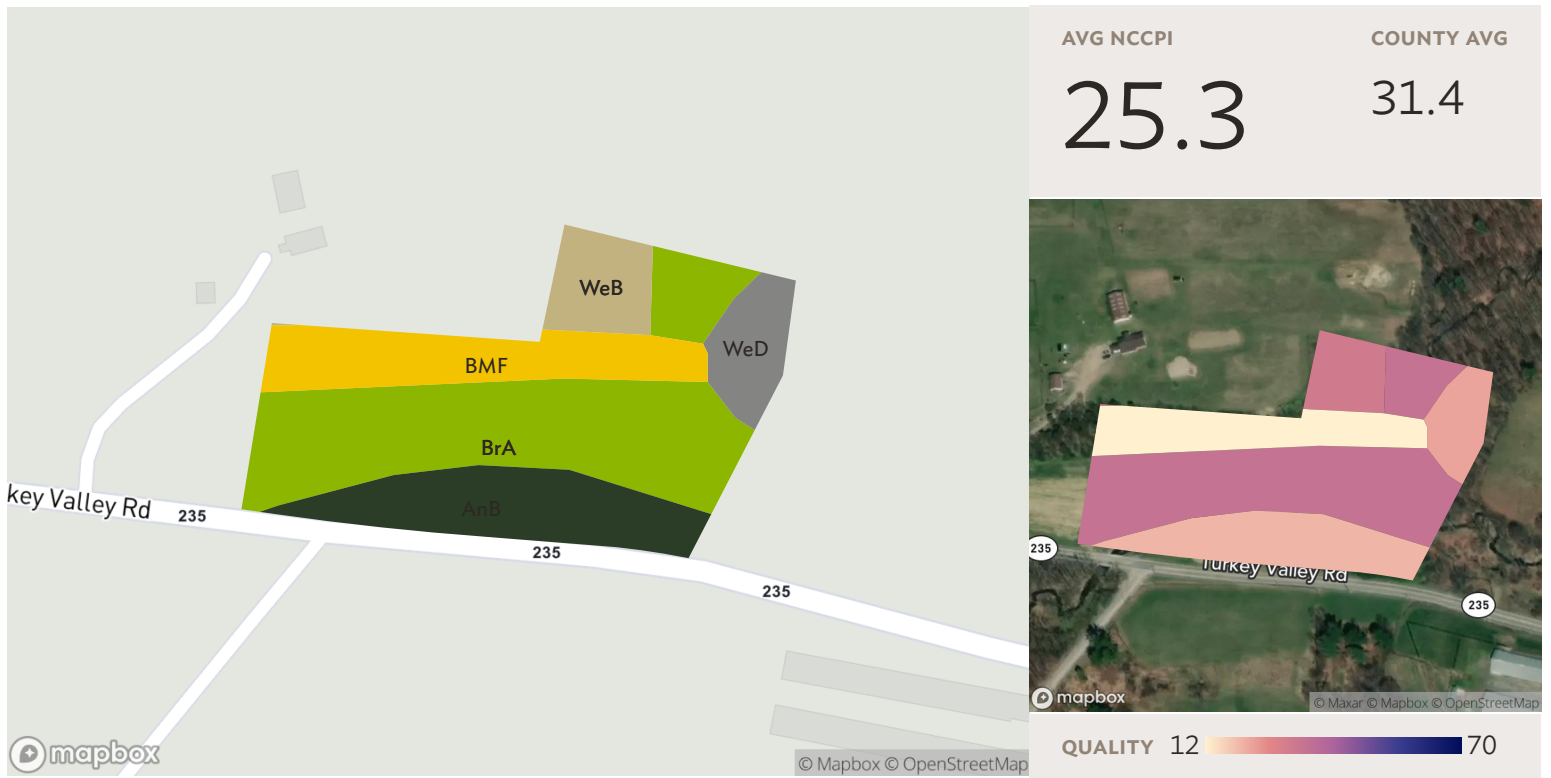 WeB
WeD
BMF
BrA
AnB
key Valley Rd
235
235
235
mapbox
© Mapbox © OpenStreetMap
AVG NCCPI
COUNTY AVG
25.3
31.4
235
Turkey Valley Rd
235
mapbox
© Maxar © Mapbox © OpenStreetMap
QUALITY 12 70